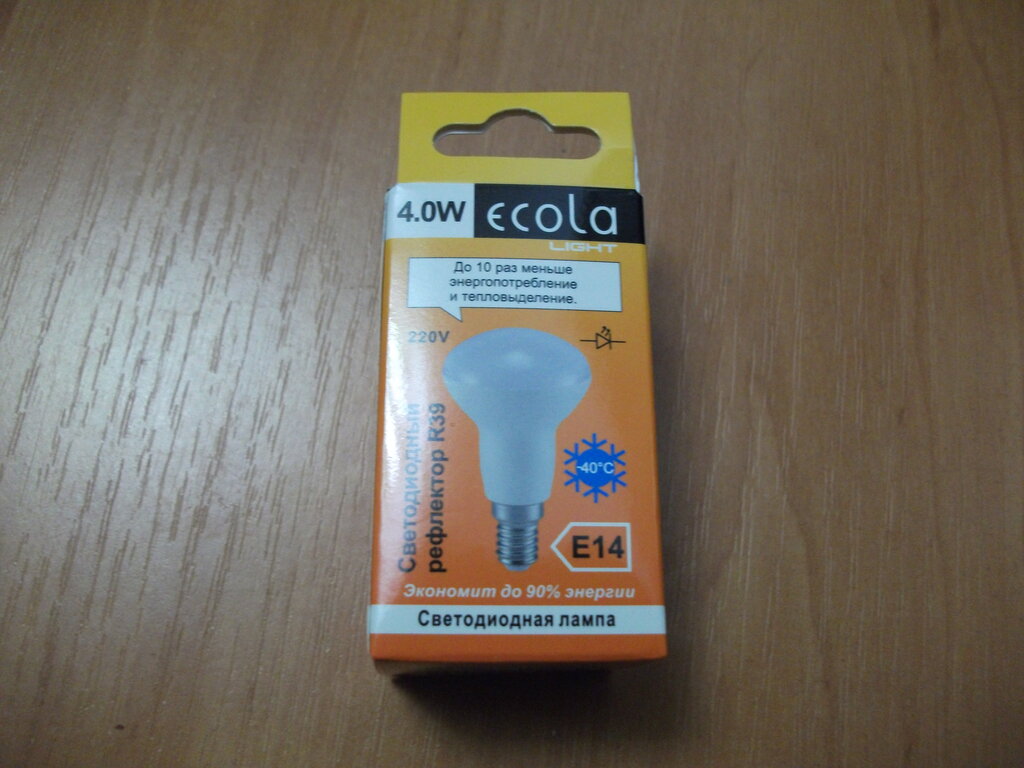 4.0W ecola
LIGHT
До 10 раз меньше
энергопотребление
и тепловыделение.
220V
Светодиодный
рефлектор R39
-40°C
E14
Экономит до 90% энергии
Светодиодная лампа